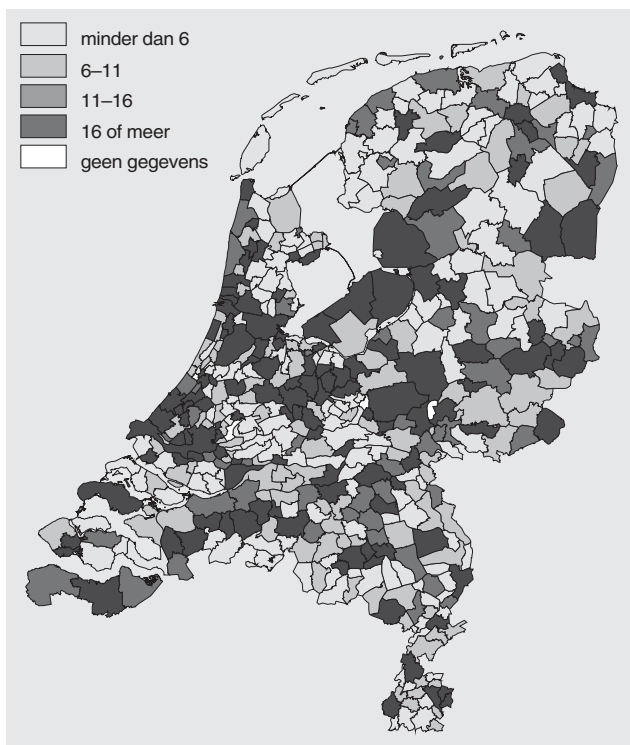 minder dan 6
6–11
11–16
16 of meer
geen gegevens